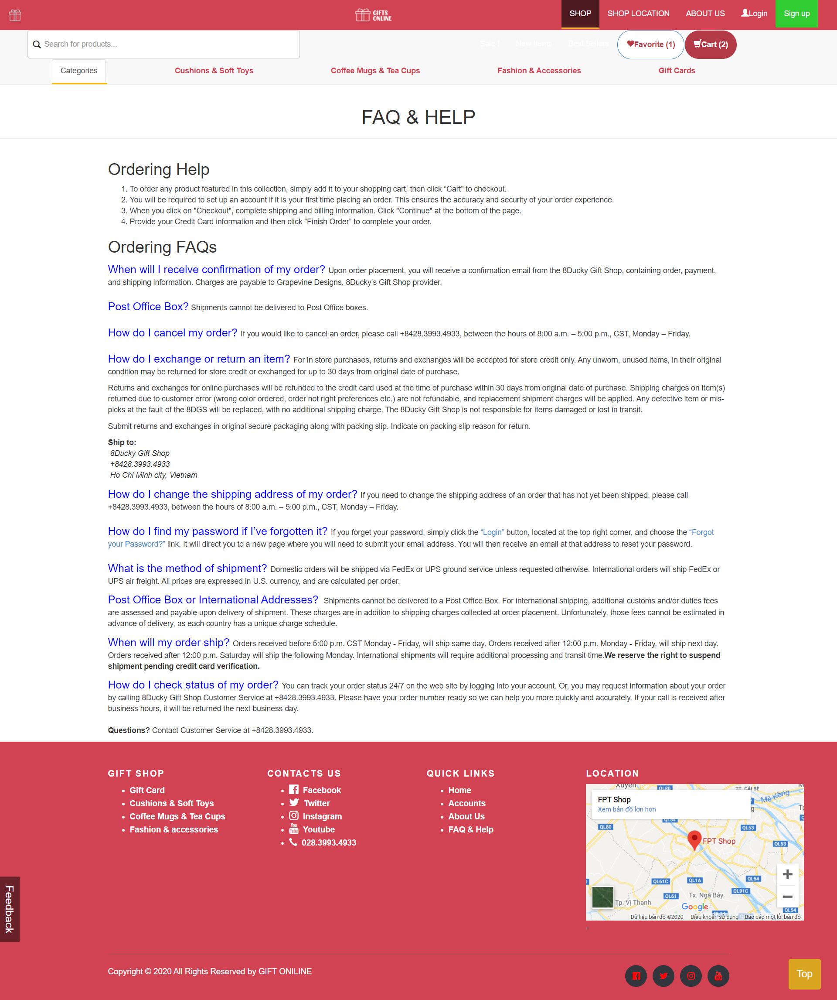 GIFTS
ONLINE
SHOP
SHOP LOCATION
ABOUT US
Login
Sign up
Search for products...
Sale !
New Items
Best Sellers
Favorite (1)
Cart (2)
Categories
Cushions & Soft Toys
Coffee Mugs & Tea Cups
Fashion & Accessories
Gift Cards
FAQ & HELP
Ordering Help
1. To order any product featured in this collection, simply add it to your shopping cart, then click “Cart” to checkout.
2. You will be required to set up an account if it is your first time placing an order. This ensures the accuracy and security of your order experience.
3. When you click on "Checkout", complete shipping and billing information. Click "Continue" at the bottom of the page.
4. Provide your Credit Card information and then click “Finish Order” to complete your order.
Ordering FAQs
When will I receive confirmation of my order? Upon order placement, you will receive a confirmation email from the 8Ducky Gift Shop, containing order, payment,
and shipping information. Charges are payable to Grapevine Designs, 8Ducky’s Gift Shop provider.
Post Office Box? Shipments cannot be delivered to Post Office boxes.
How do I cancel my order? If you would like to cancel an order, please call +8428.3993.4933, between the hours of 8:00 a.m. – 5:00 p.m., CST, Monday – Friday.
How do I exchange or return an item? For in store purchases, returns and exchanges will be accepted for store credit only. Any unworn, unused items, in their original
condition may be returned for store credit or exchanged for up to 30 days from original date of purchase.
Returns and exchanges for online purchases will be refunded to the credit card used at the time of purchase within 30 days from original date of purchase. Shipping charges on item(s)
returned due to customer error (wrong color ordered, order not right preferences etc.) are not refundable, and replacement shipment charges will be applied. Any defective item or mis-
picks at the fault of the 8DGS will be replaced, with no additional shipping charge. The 8Ducky Gift Shop is not responsible for items damaged or lost in transit.
Submit returns and exchanges in original secure packaging along with packing slip. Indicate on packing slip reason for return.
Ship to:
8Ducky Gift Shop
+8428.3993.4933
Ho Chi Minh city, Vietnam
How do I change the shipping address of my order? If you need to change the shipping address of an order that has not yet been shipped, please call
+8428.3993.4933, between the hours of 8:00 a.m. – 5:00 p.m., CST, Monday – Friday.
How do I find my password if I’ve forgotten it? If you forget your password, simply click the “Login” button, located at the top right corner, and choose the “Forgot
your Password?” link. It will direct you to a new page where you will need to submit your email address. You will then receive an email at that address to reset your password.
What is the method of shipment? Domestic orders will be shipped via FedEx or UPS ground service unless requested otherwise. International orders will ship FedEx or
UPS air freight. All prices are expressed in U.S. currency, and are calculated per order.
Post Office Box or International Addresses? Shipments cannot be delivered to a Post Office Box. For international shipping, additional customs and/or duties fees
are assessed and payable upon delivery of shipment. These charges are in addition to shipping charges collected at order placement. Unfortunately, those fees cannot be estimated in
advance of delivery, as each country has a unique charge schedule.
When will my order ship? Orders received before 5:00 p.m. CST Monday - Friday, will ship same day. Orders received after 12:00 p.m. Monday - Friday, will ship next day.
Orders received after 12:00 p.m. Saturday will ship the following Monday. International shipments will require additional processing and transit time.We reserve the right to suspend
shipment pending credit card verification.
How do I check status of my order? You can track your order status 24/7 on the web site by logging into your account. Or, you may request information about your order
by calling 8Ducky Gift Shop Customer Service at +8428.3993.4933. Please have your order number ready so we can help you more quickly and accurately. If your call is received after
business hours, it will be returned the next business day.
Questions? Contact Customer Service at +8428.3993.4933.
GIFT SHOP
Gift Card
Cushions & Soft Toys
Coffee Mugs & Tea Cups
Fashion & accessories
CONTACTS US
Facebook
Twitter
Instagram
Youtube
028.3993.4933
QUICK LINKS
Home
Accounts
About Us
FAQ & Help
LOCATION
Xuyên
QL80
TT. CÁI BÈ
Mê Kông
FPT Shop
Xem bản đồ lớn hơn
QL54
QL80
QL53
FPT Shop
QL53
QL61C
QL1A
QL54
QL91C
QL61
Tx. Ngã Bảy
Tp. Vị Thanh
Google
QL1A
QL54
Dữ liệu bản đồ ©2020
Điều khoản sử dụng
Báo cáo một lỗi bản đồ
Feedback
Copyright © 2020 All Rights Reserved by GIFT ONILINE
Top